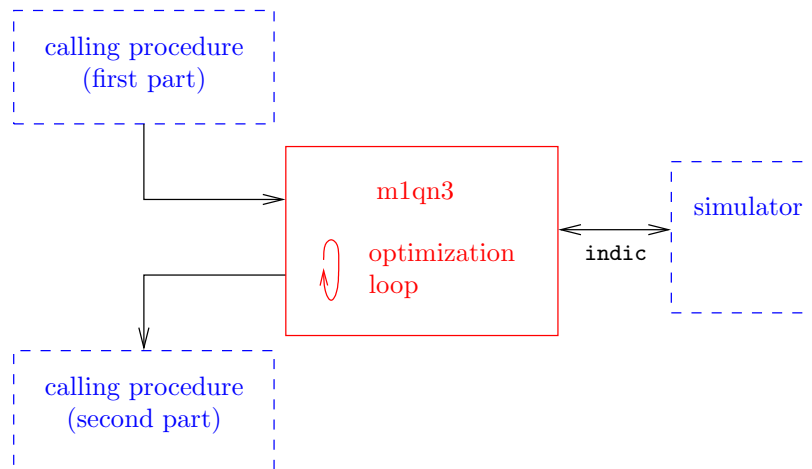 calling procedure
(first part)
m1qn3
simulator
optimization
loop
indic
calling procedure
(second part)